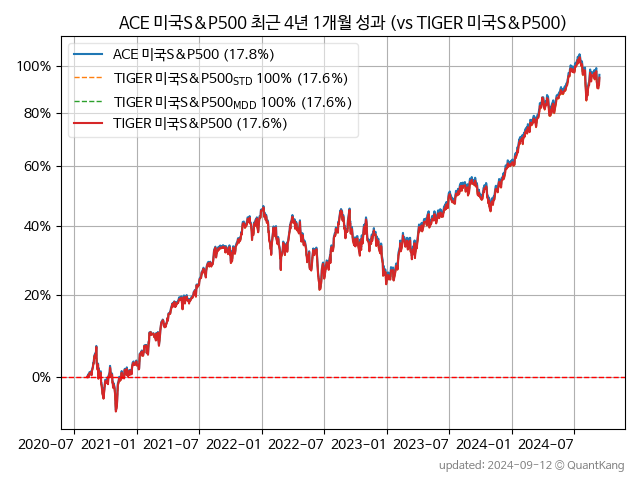 ACE 미국S&P500 최근 4년 1개월 성과 (vs TIGER 미국S&P500)
ACE 미국S&P500 (17.8%)
TIGER 미국S&P500STD 100% (17.6%)
TIGER 미국S&P500MDD 100% (17.6%)
TIGER 미국S&P500 (17.6%)
100%
80%
60%
40%
20%
0%
2020-07 2021-01 2021-07 2022-01 2022-07 2023-01 2023-07 2024-01 2024-07
updated: 2024-09-12 © QuantKang